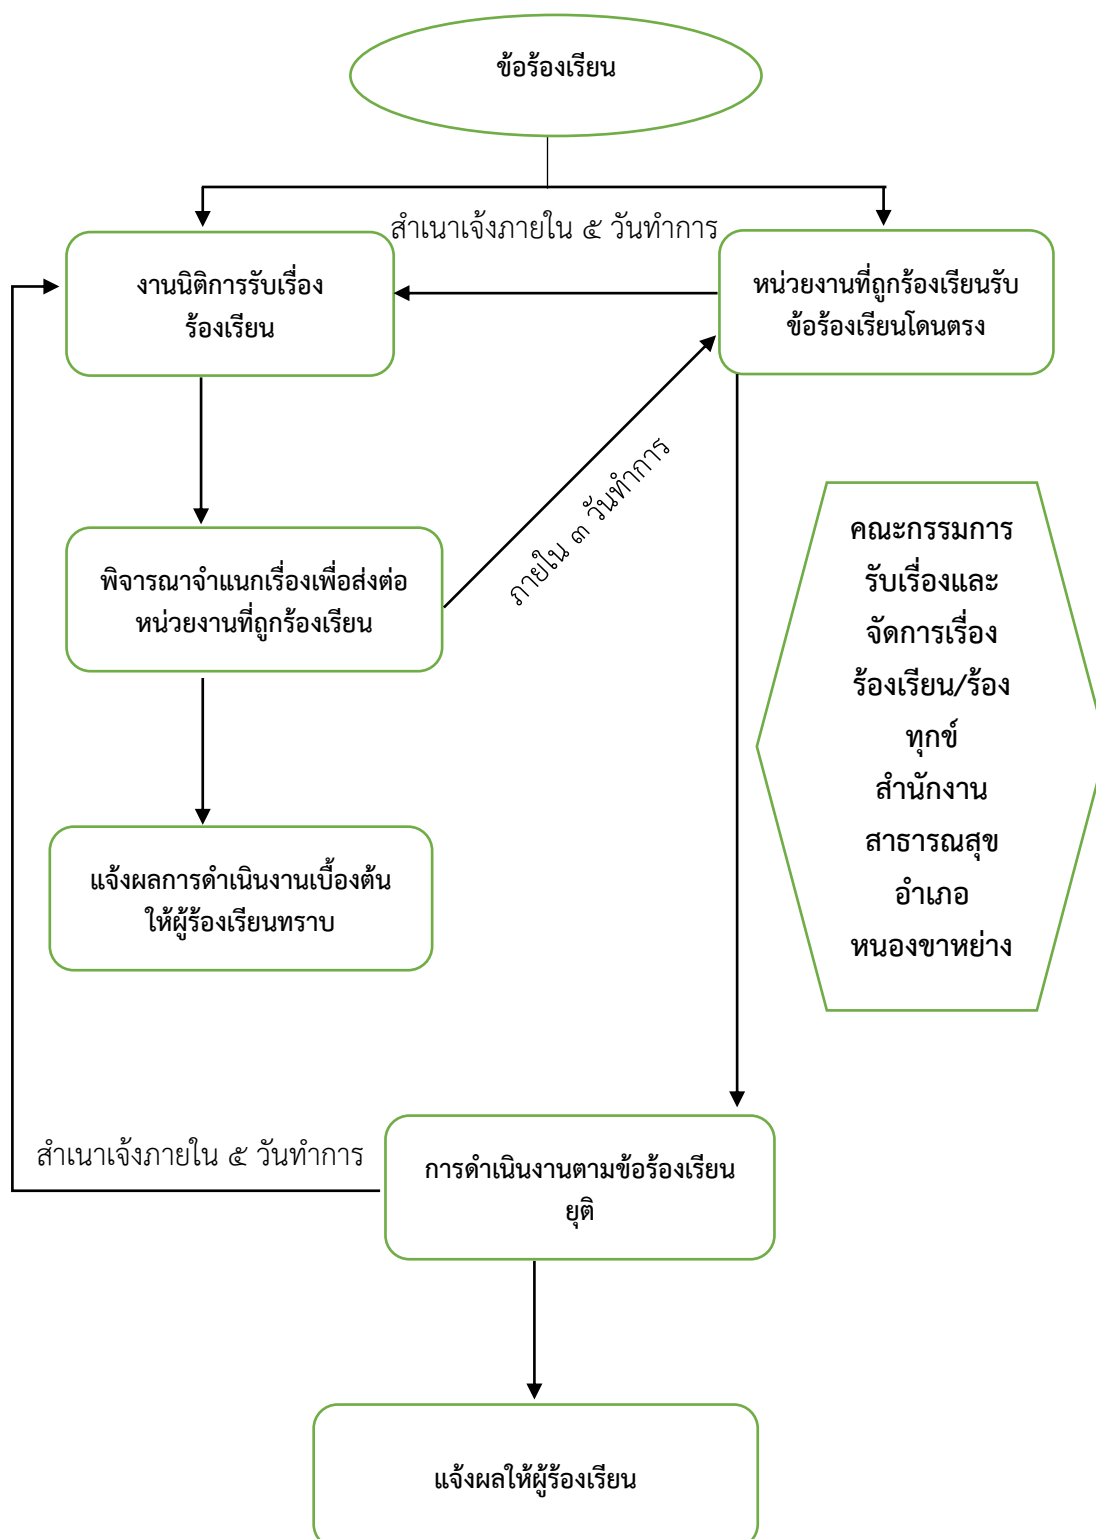 ข้อร้องเรียน
สำเนาเจ้งภายใน ๕ วันทำการ
งานนิติการรับเรื่อง
ร้องเรียน
หน่วยงานที่ถูกร้องเรียนรับ
ข้อร้องเรียนโดนตรง
ภายใน ๓ วันทำการ
พิจารณาจำแนกเรื่องเพื่อส่งต่อ
หน่วยงานที่ถูกร้องเรียน
คณะกรรมการ
รับเรื่องและ
จัดการเรื่อง
ร้องเรียน/ร้อง
ทุกข์
สำนักงาน
สาธารณสุข
อำเภอ
หนองขาหย่าง
แจ้งผลการดำเนินงานเบื้องต้น
ให้ผู้ร้องเรียนทราบ
สำเนาเจ้งภายใน ๕ วันทำการ
การดำเนินงานตามข้อร้องเรียน
ยุติ
แจ้งผลให้ผู้ร้องเรียน